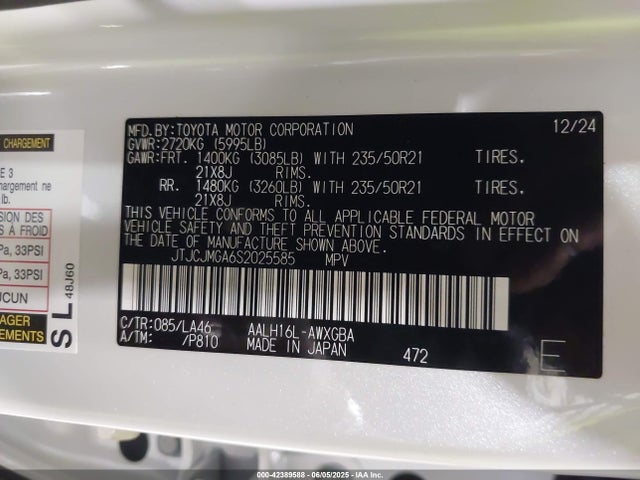 CHARGEMENT
E 3
hargement ne
lb.
SION DES
S À FROID
Pa, 33PSI
Pa, 33PSI
UCUN
AGER
EMENTS
S L 48J60
MFD.BY:TOYOTA MOTOR CORPORATION 12/24
GVWR:2720KG (5995LB)
GAWR:FRT. 1400KG (3085LB) WITH 235/50R21 TIRES.
21X8J RIMS.
RR. 1480KG (3260LB) WITH 235/50R21 TIRES.
21X8J RIMS.
THIS VEHICLE CONFORMS TO ALL APPLICABLE FEDERAL MOTOR
VEHICLE SAFETY AND THEFT PREVENTION STANDARDS IN EFFECT ON
THE DATE OF MANUFACTURE SHOWN ABOVE.
JTJCJMGA6S2025585 MPV
C/TR:085/LA46 AALH16L-AWXGBA
A/TM: /P810 MADE IN JAPAN 472
E
000-42389588 - 06/05/2025 - IAA Inc.